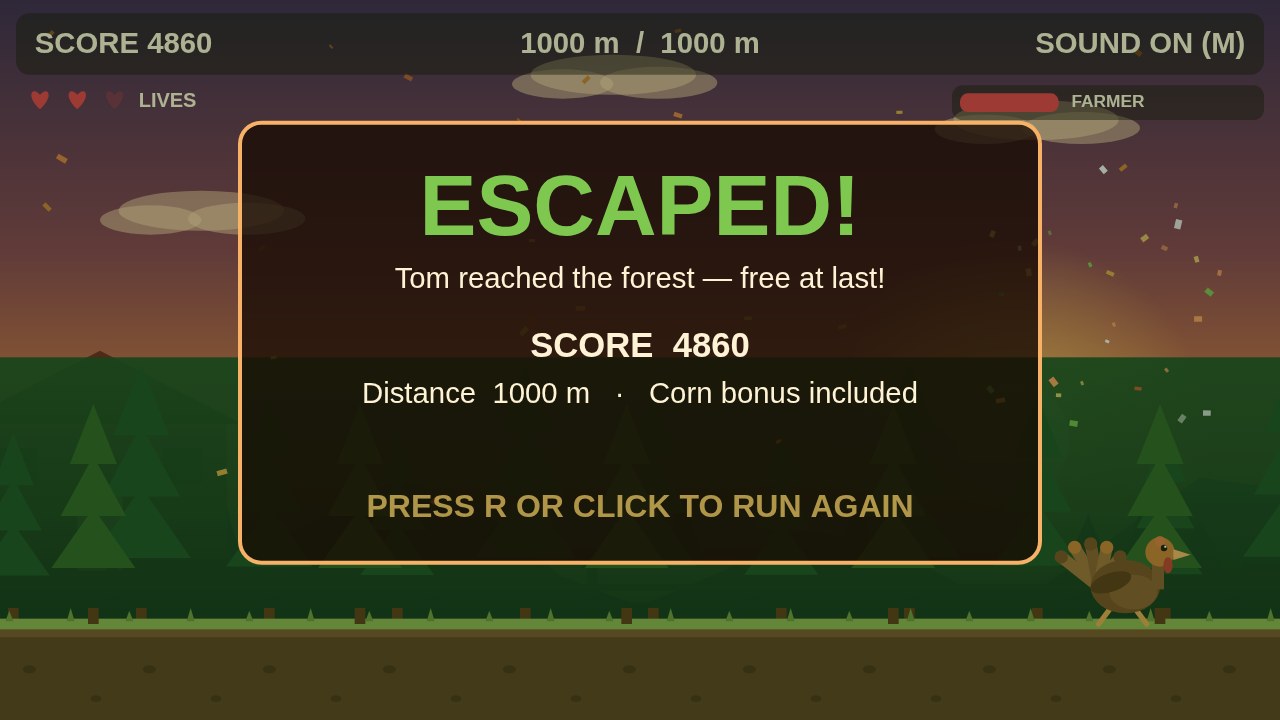 SCORE 4860
1000 m / 1000 m
SOUND ON (M)
LIVES
FARMER
ESCAPED!
Tom reached the forest — free at last!
SCORE 4860
Distance 1000 m · Corn bonus included
PRESS R OR CLICK TO RUN AGAIN